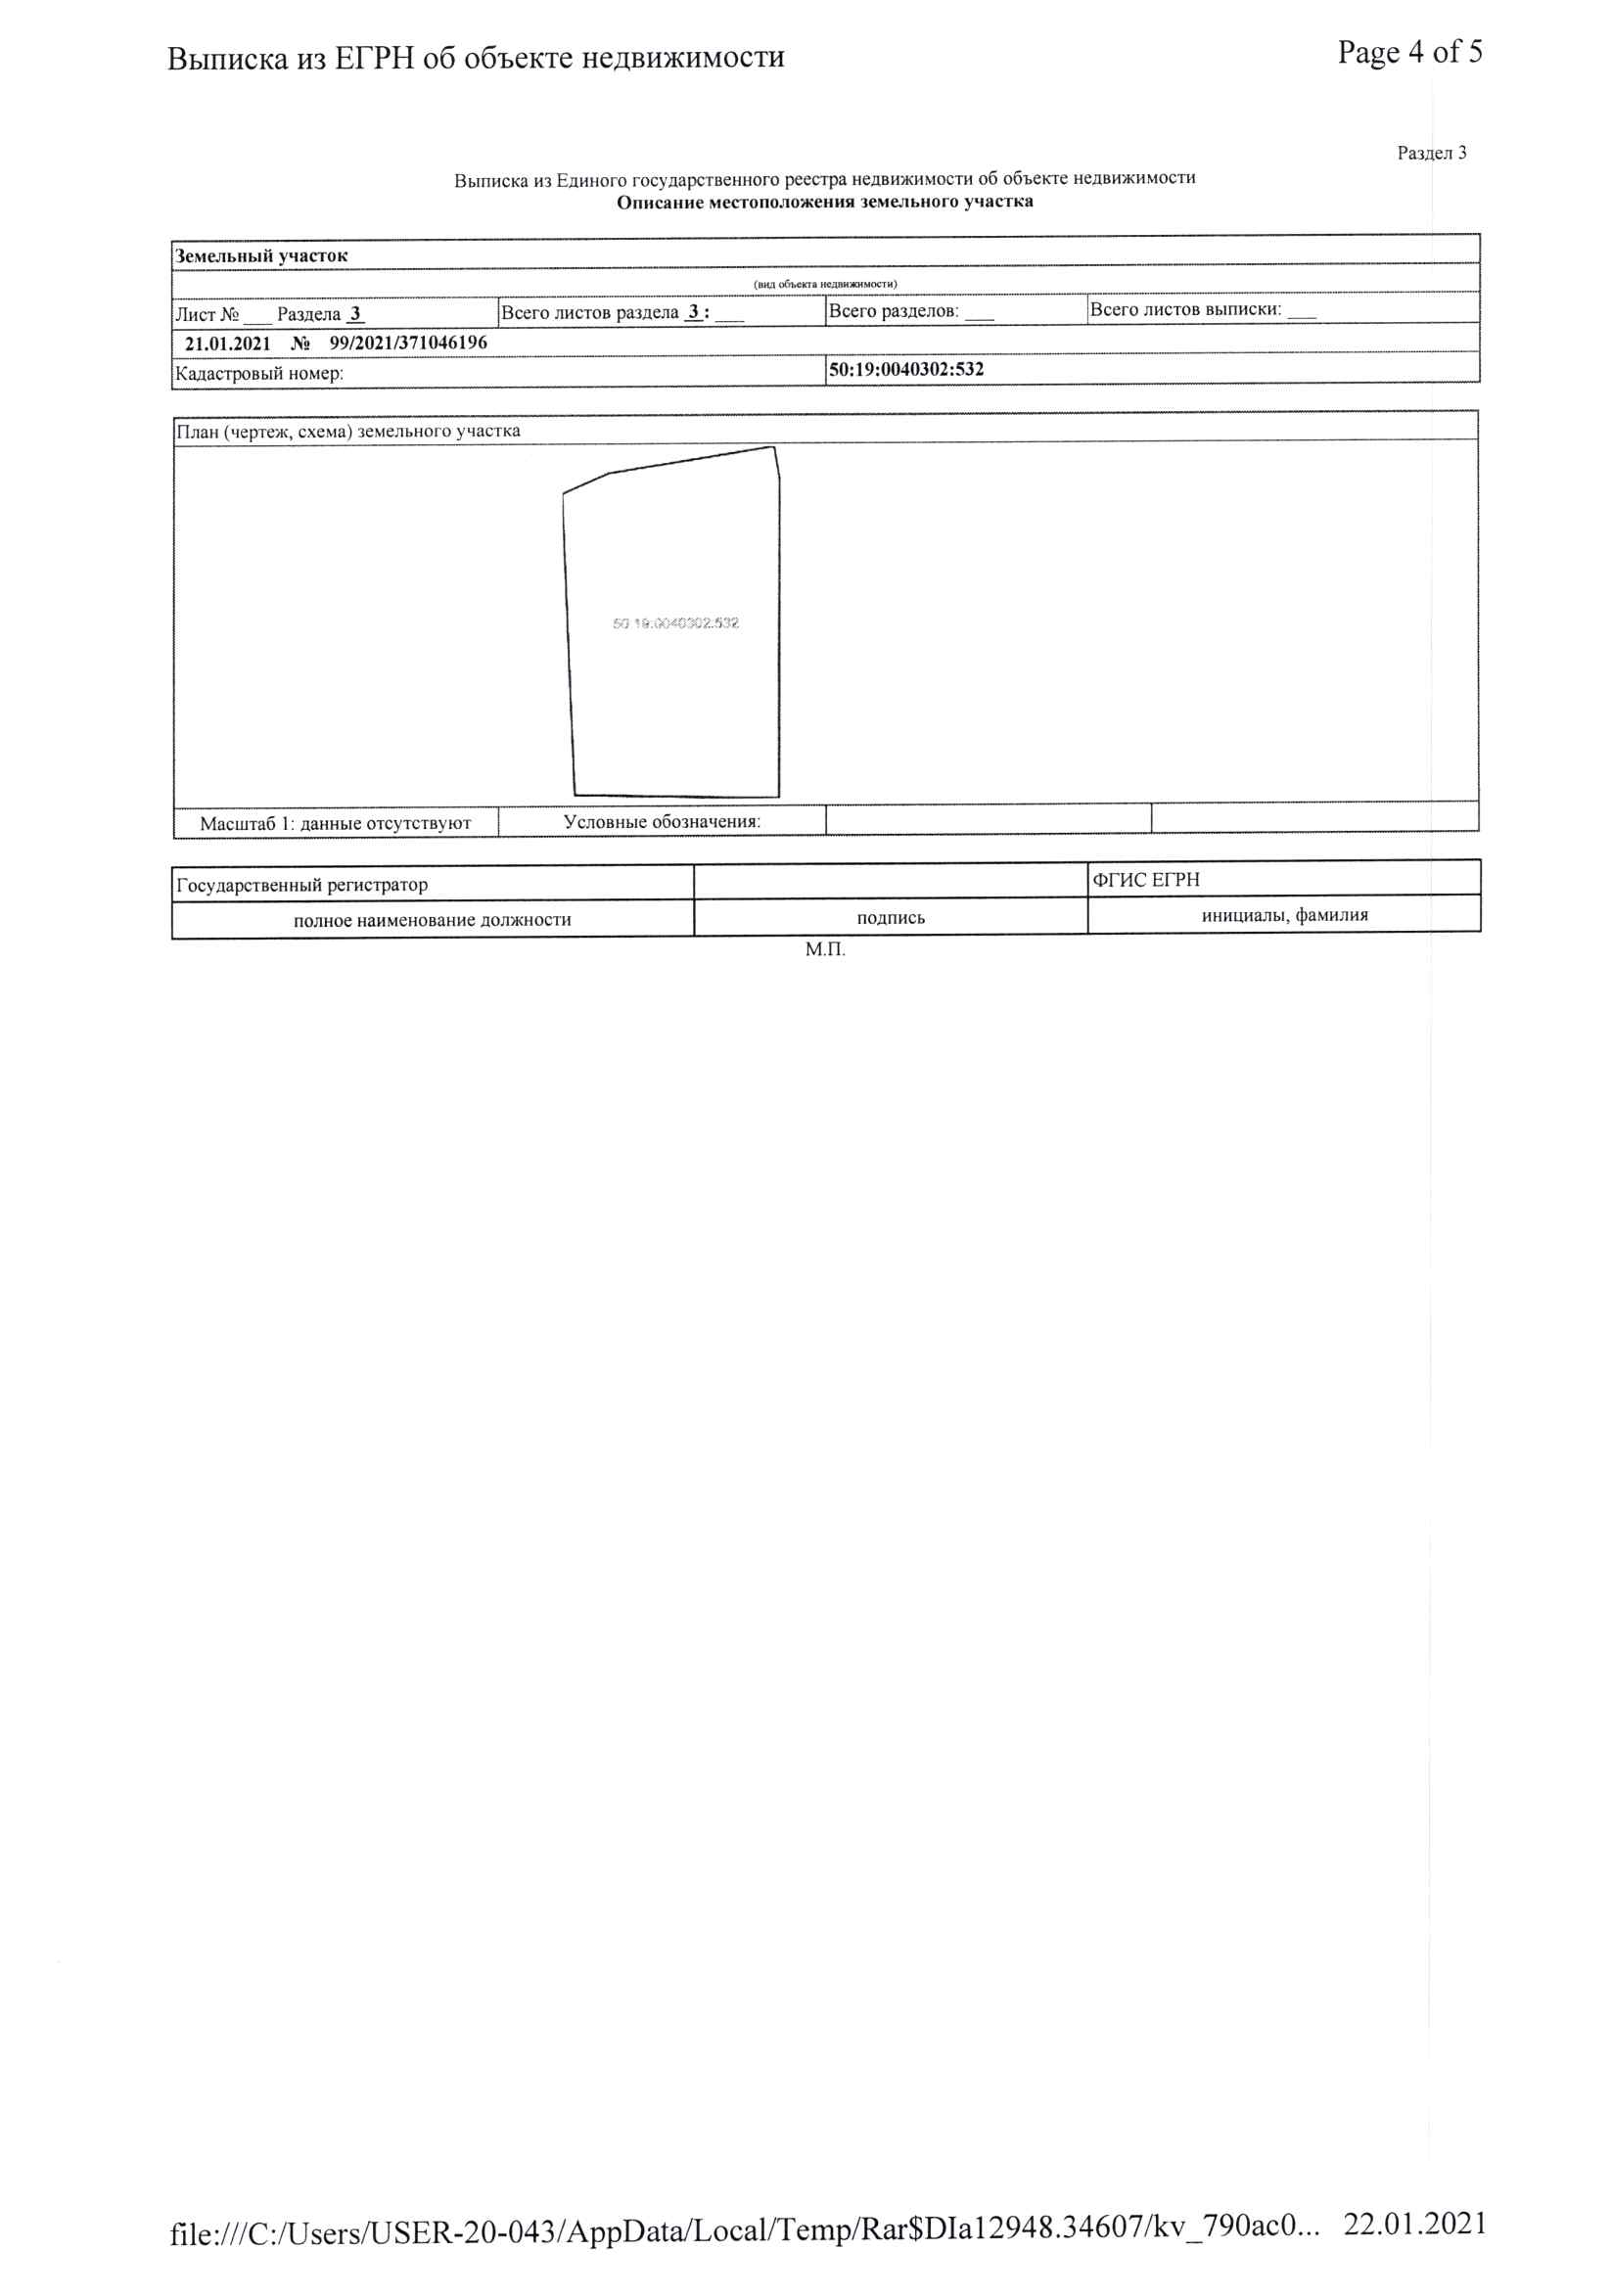 Выписка из ЕГРН об объекте недвижимости
Page 4 of 5
Раздел 3
Выписка из Единого государственного реестра недвижимости об объекте недвижимости
Описание местоположения земельного участка
Земельный участок
(вид объекта недвижимости)
Лист № ___ Раздела 3
Всего листов раздела 3 : ___
Всего разделов: ___
Всего листов выписки: ___
21.01.2021 № 99/2021/371046196
Кадастровый номер:
50:19:0040302:532
План (чертеж, схема) земельного участка
50:19:0040302:532
Масштаб 1: данные отсутствуют
Условные обозначения:
Государственный регистратор
ФГИС ЕГРН
полное наименование должности
подпись
инициалы, фамилия
М.П.
file:///C:/Users/USER-20-043/AppData/Local/Temp/Rar$DIa12948.34607/kv_790ac0...
22.01.2021